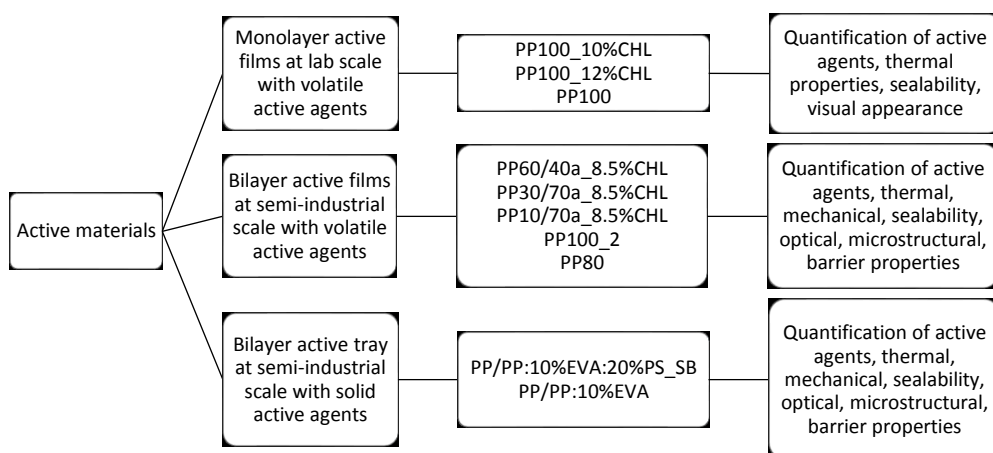 Monolayer active
films at lab scale
with volatile
active agents
PP100_10%CHL
PP100_12%CHL
PP100
Quantification of active
agents, thermal
properties, sealability,
visual appearance
Active materials
Bilayer active films
at semi-industrial
scale with volatile
active agents
PP60/40a_8.5%CHL
PP30/70a_8.5%CHL
PP10/70a_8.5%CHL
PP100_2
PP80
Quantification of active
agents, thermal,
mechanical, sealability,
optical, microstructural,
barrier properties
Bilayer active tray
at semi-industrial
scale with solid
active agents
PP/PP:10%EVA:20%PS_SB
PP/PP:10%EVA
Quantification of active
agents, thermal,
mechanical, sealability,
optical, microstructural,
barrier properties